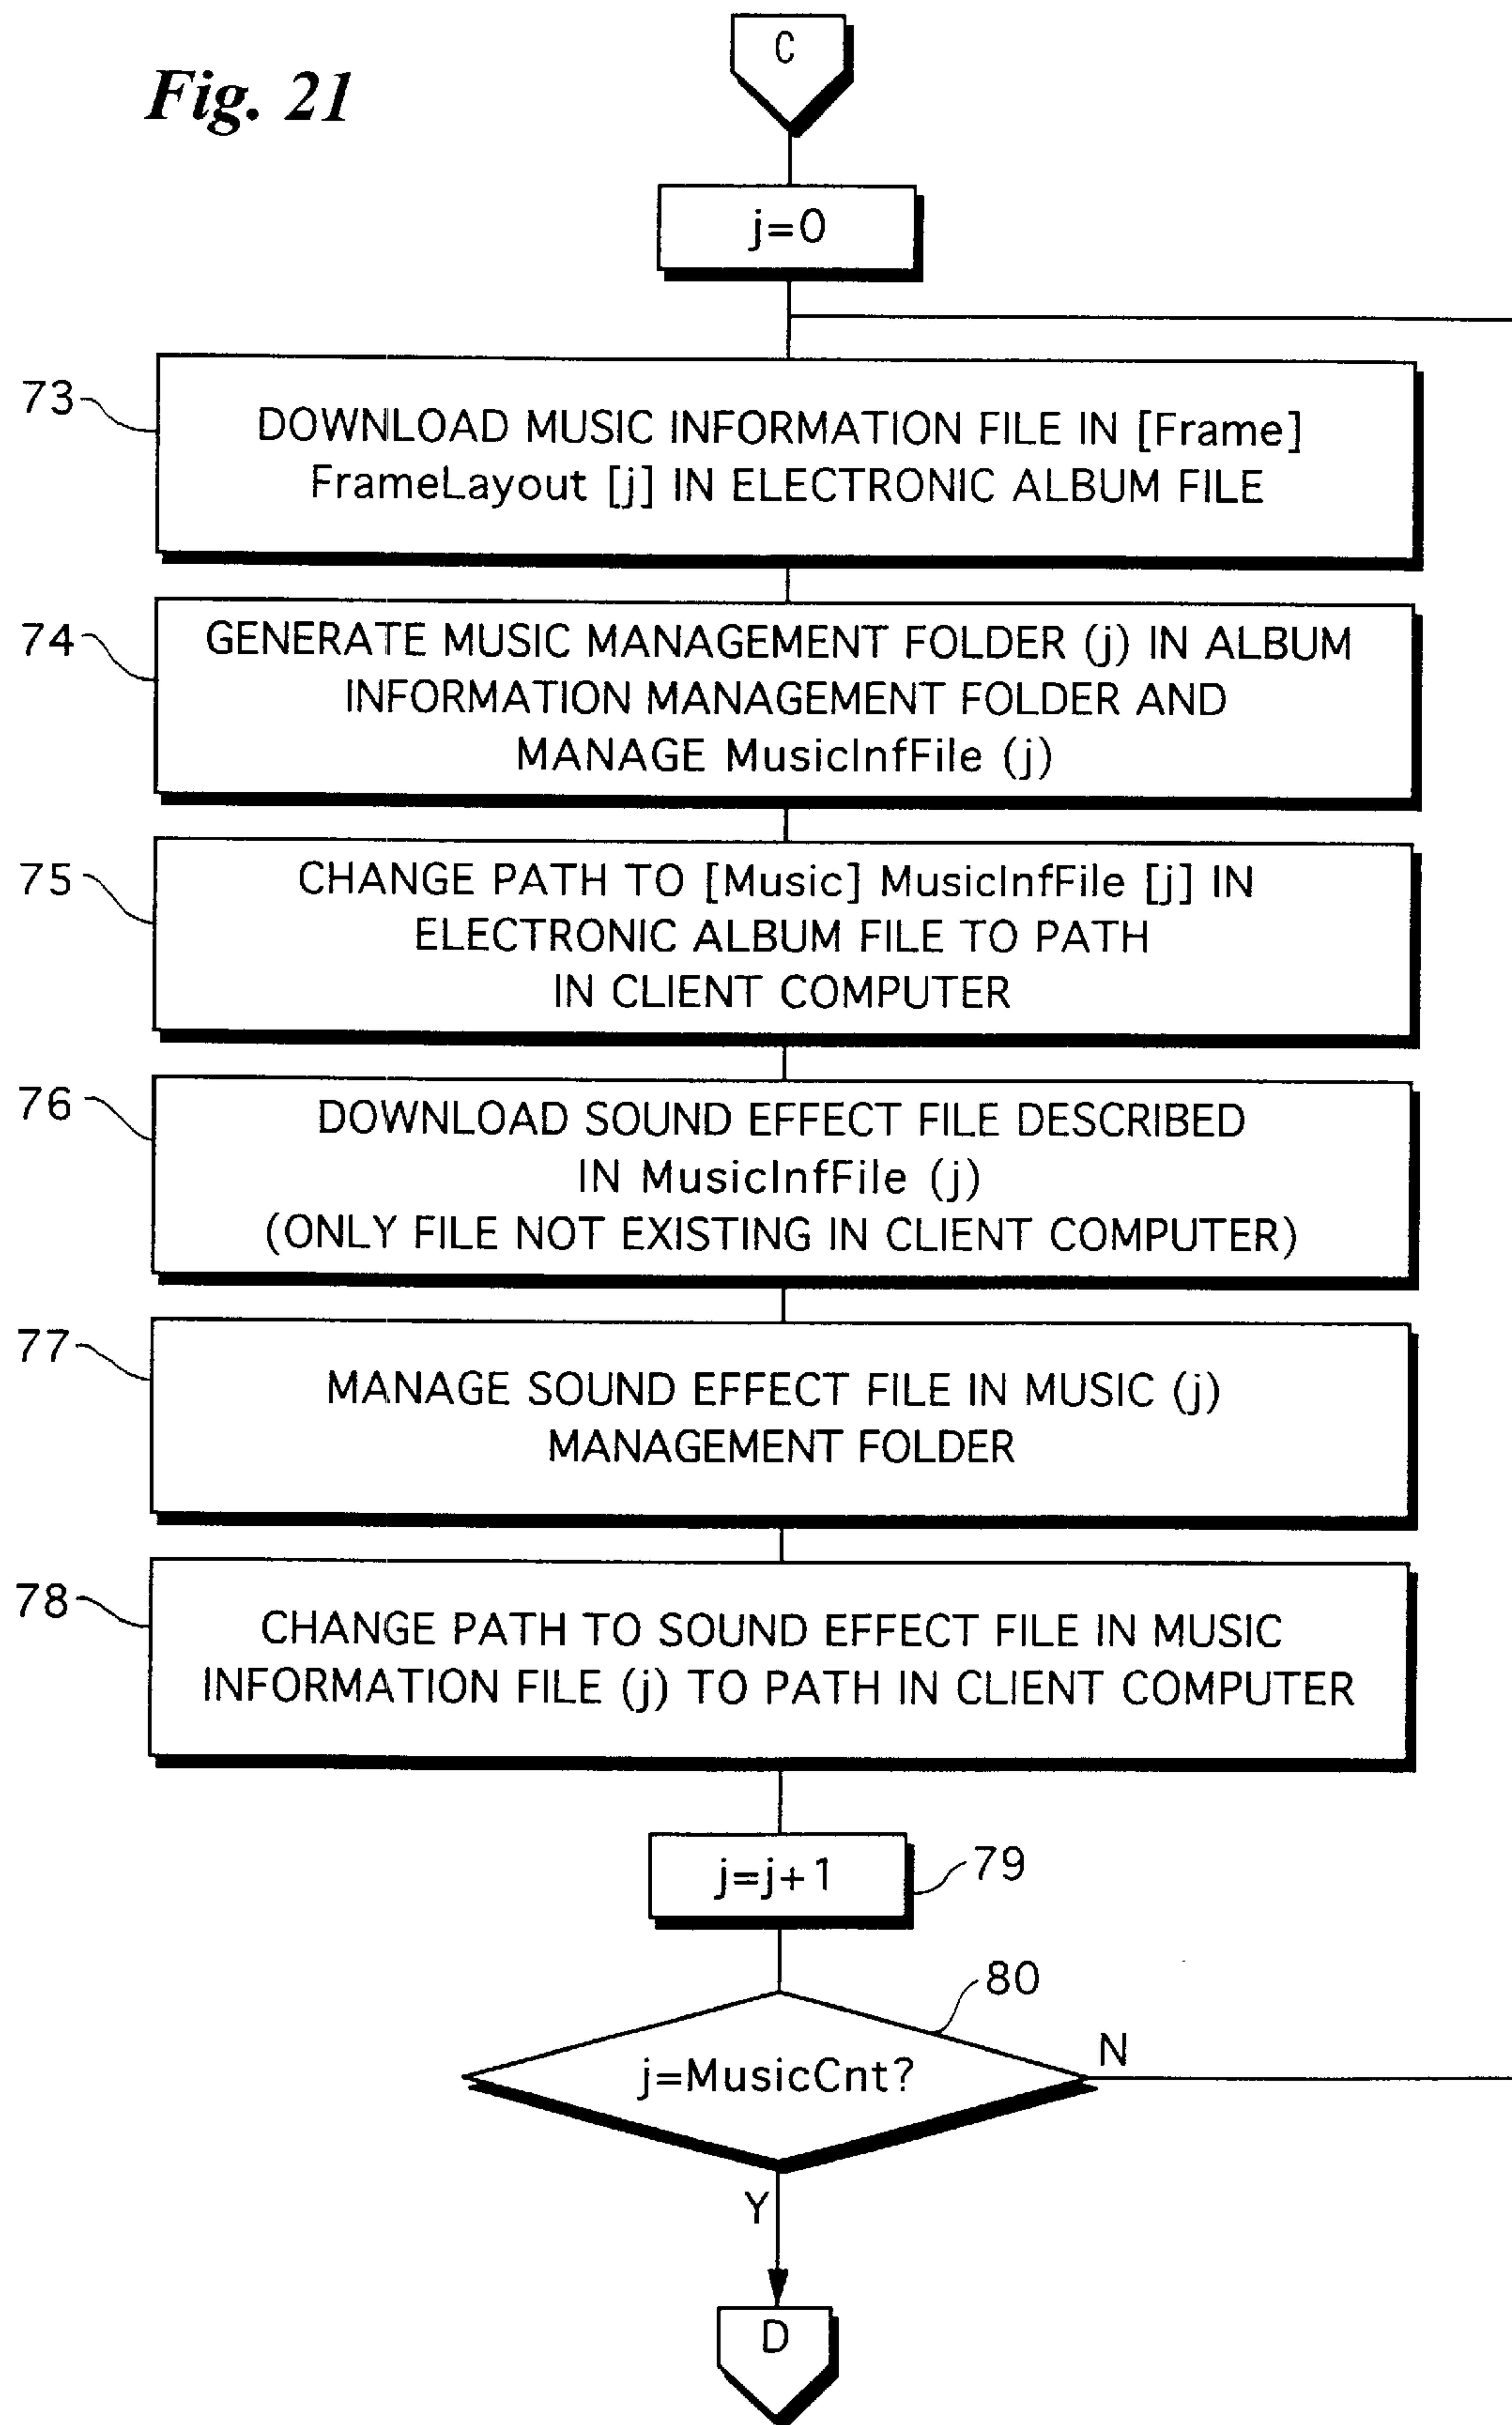 Fig. 21
C
j=0
73
DOWNLOAD MUSIC INFORMATION FILE IN [Frame]
FrameLayout [j] IN ELECTRONIC ALBUM FILE
74
GENERATE MUSIC MANAGEMENT FOLDER (j) IN ALBUM
INFORMATION MANAGEMENT FOLDER AND
MANAGE MusicInfFile (j)
75
CHANGE PATH TO [Music] MusicInfFile [j] IN
ELECTRONIC ALBUM FILE TO PATH
IN CLIENT COMPUTER
76
DOWNLOAD SOUND EFFECT FILE DESCRIBED
IN MusicInfFile (j)
(ONLY FILE NOT EXISTING IN CLIENT COMPUTER)
77
MANAGE SOUND EFFECT FILE IN MUSIC (j)
MANAGEMENT FOLDER
78
CHANGE PATH TO SOUND EFFECT FILE IN MUSIC
INFORMATION FILE (j) TO PATH IN CLIENT COMPUTER
j=j+1
79
80
j=MusicCnt?
N
Y
D